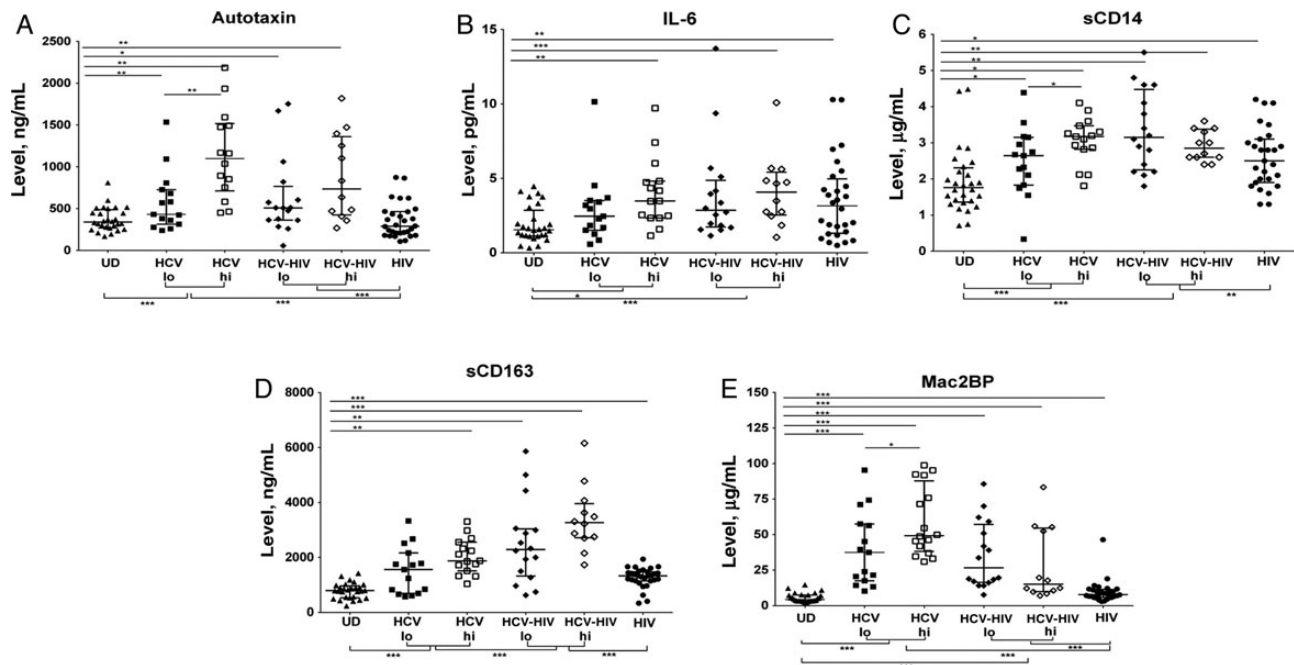 A
Autotaxin
Level, ng/mL
2500
2000
1500
1000
500
0
**
*
**
**
**
UD HCV HCV HCV-HIV HCV-HIV HIV
lo hi lo hi
*** *** ***
B
IL-6
Level, pg/mL
15
10
5
0
**
***
**
UD HCV HCV HCV-HIV HCV-HIV HIV
lo hi lo hi
* ***
C
sCD14
Level, µg/mL
6
5
4
3
2
1
0
*
**
**
*
*
*
UD HCV HCV HCV-HIV HCV-HIV HIV
lo hi lo hi
*** *** **
D
sCD163
Level, ng/mL
8000
6000
4000
2000
0
***
***
**
**
UD HCV HCV HCV-HIV HCV-HIV HIV
lo hi lo hi
*** *** ***
E
Mac2BP
Level, µg/mL
150
125
100
75
50
25
0
***
***
***
***
***
*
UD HCV HCV HCV-HIV HCV-HIV HIV
lo hi lo hi
*** *** ***